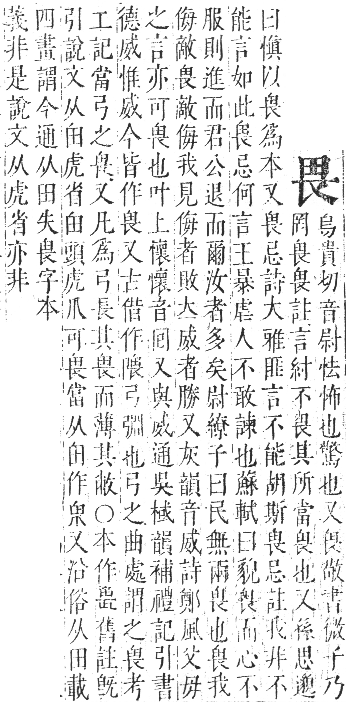 畏
烏貴切音尉怯怖也驚也又畏敬書微子乃
罔畏畏註言紂不畏其所當畏也又孫思邈
曰愼以畏爲本又畏忌詩大雅匪言不能胡斯畏忌註我非不
能言如此畏忌何言王暴虐人不敢諫也蘇軾曰貌畏而心不
服則進而君公退而爾汝者多矣尉繚子曰民無兩畏也畏我
侮敵畏敵侮我見侮者敗大威者勝又灰韻音威詩鄭風父母
之言亦可畏也叶上懷懷音回又與威通吳棫韻補禮記引書
德威惟威今皆作畏又古借作隈弓淵也弓之曲處謂之畏考
工記當弓之畏又凡爲弓長其畏而薄其敝○本作畏舊註旣
引說文从甶虎省甶頭虎爪可畏當从甶作畏又沿俗从田載
四畫謂今通从田失畏字本
義非是說文从虎省亦非